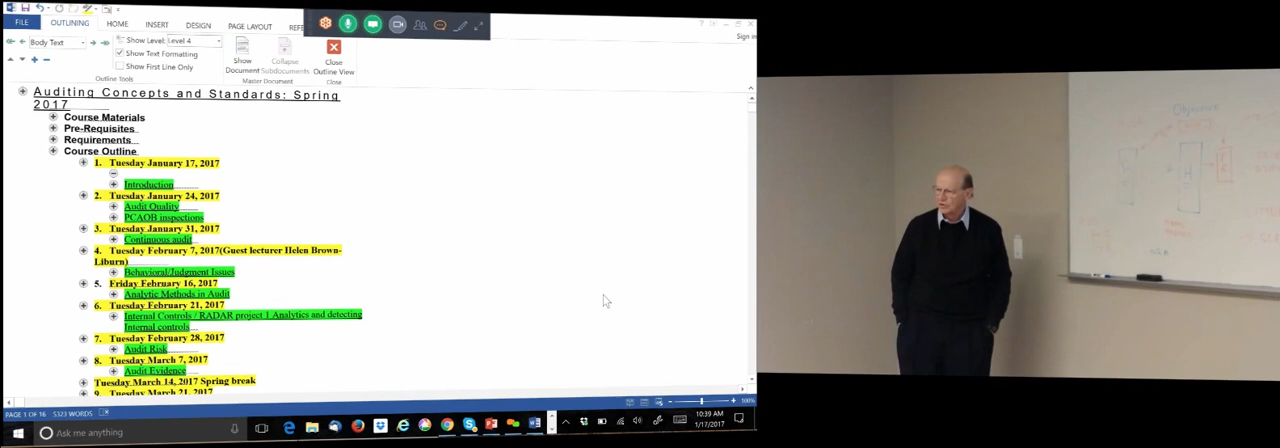 FILE OUTLINING HOME INSERT DESIGN PAGE LAYOUT REFE
Sign in
Body Text
Show Level: Level 4
Show Text Formatting
Show First Line Only
Show Document
Collapse Subdocuments
Close Outline View
Outline Tools Master Document Close
Auditing Concepts and Standards: Spring
2017
Course Materials
Pre-Requisites
Requirements
Course Outline
1. Tuesday January 17, 2017
Introduction
2. Tuesday January 24, 2017
Audit Quality
PCAOB inspections
3. Tuesday January 31, 2017
Continuous audit
4. Tuesday February 7, 2017(Guest lecturer Helen Brown-
Liburn)
Behavioral/Judgment Issues
5. Friday February 16, 2017
Analytic Methods in Audit
6. Tuesday February 21, 2017
Internal Controls / RADAR project 1 Analytics and detecting
Internal controls
7. Tuesday February 28, 2017
Audit Risk
8. Tuesday March 7, 2017
Audit Evidence
Tuesday March 14, 2017 Spring break
9. Tuesday March 21, 2017
PAGE 1 OF 16 5323 WORDS 100%
Ask me anything
10:39 AM
1/17/2017